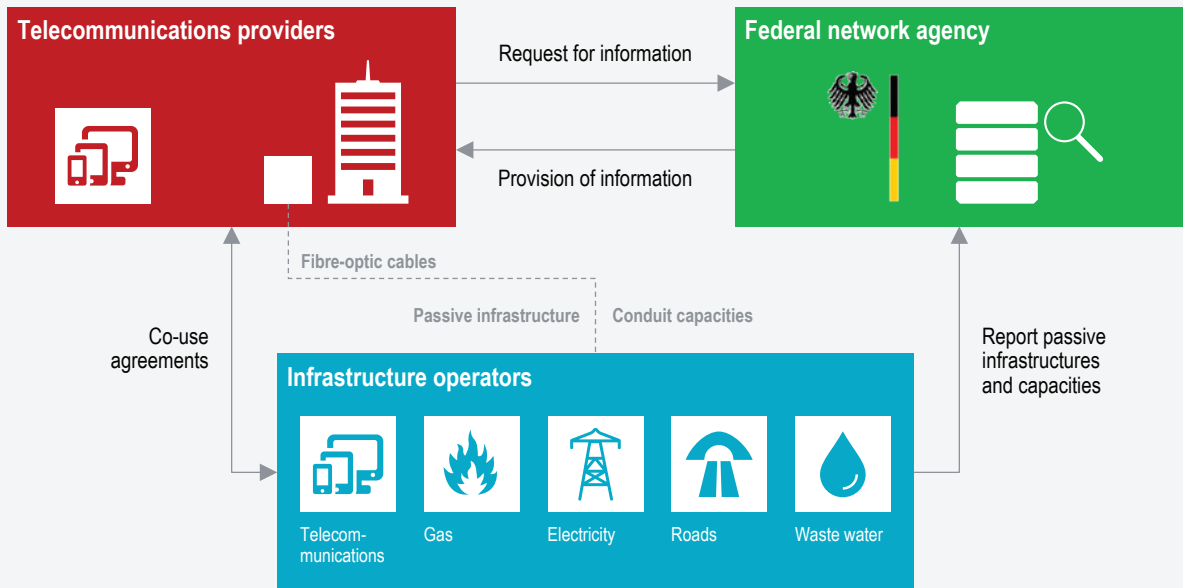 Telecommunications providers
Request for information
Federal network agency
Provision of information
Fibre-optic cables
Passive infrastructure
Conduit capacities
Co-use
agreements
Report passive
infrastructures
and capacities
Infrastructure operators
Telecom-
munications
Gas
Electricity
Roads
Waste water